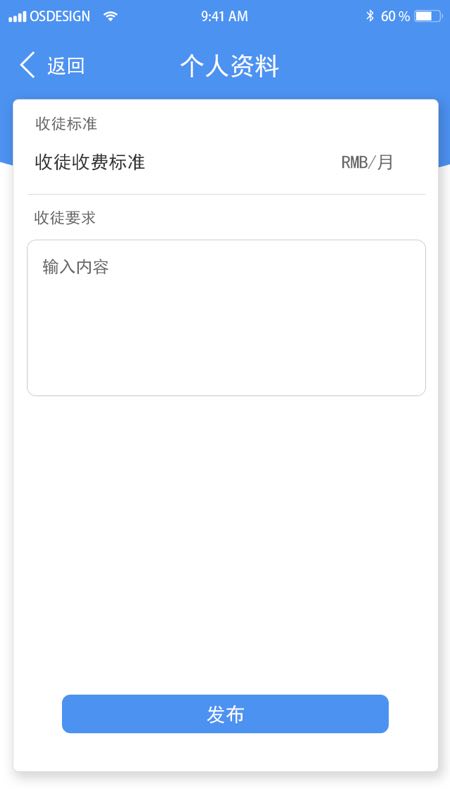 OSDESIGN 9:41 AM 60 %
返回 个人资料
收徒标准
收徒收费标准 RMB/月
收徒要求
输入内容
发布